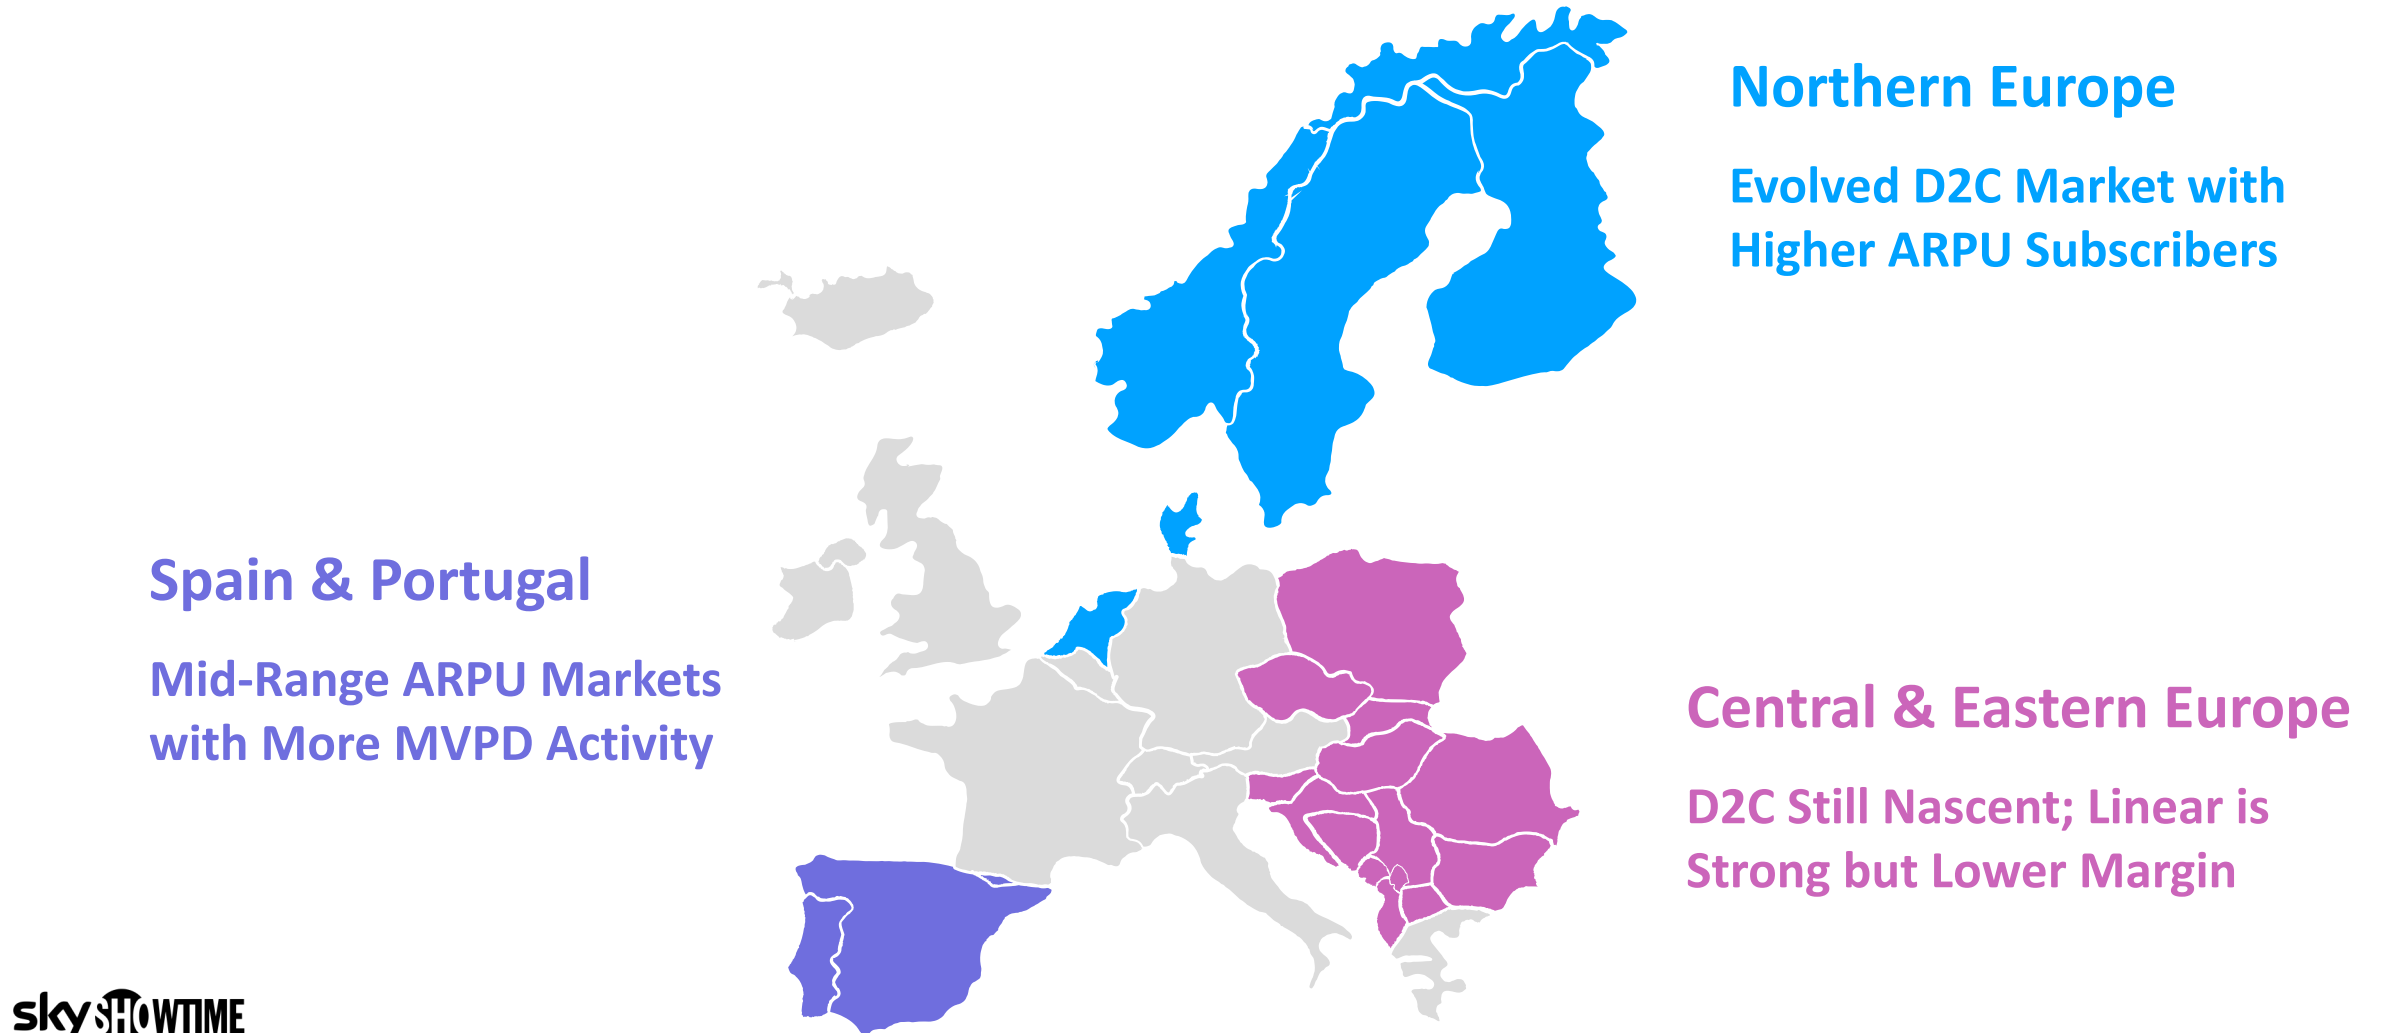 Northern Europe
Evolved D2C Market with
Higher ARPU Subscribers
Spain & Portugal
Mid-Range ARPU Markets
with More MVPD Activity
Central & Eastern Europe
D2C Still Nascent; Linear is
Strong but Lower Margin
sky SHOWTIME